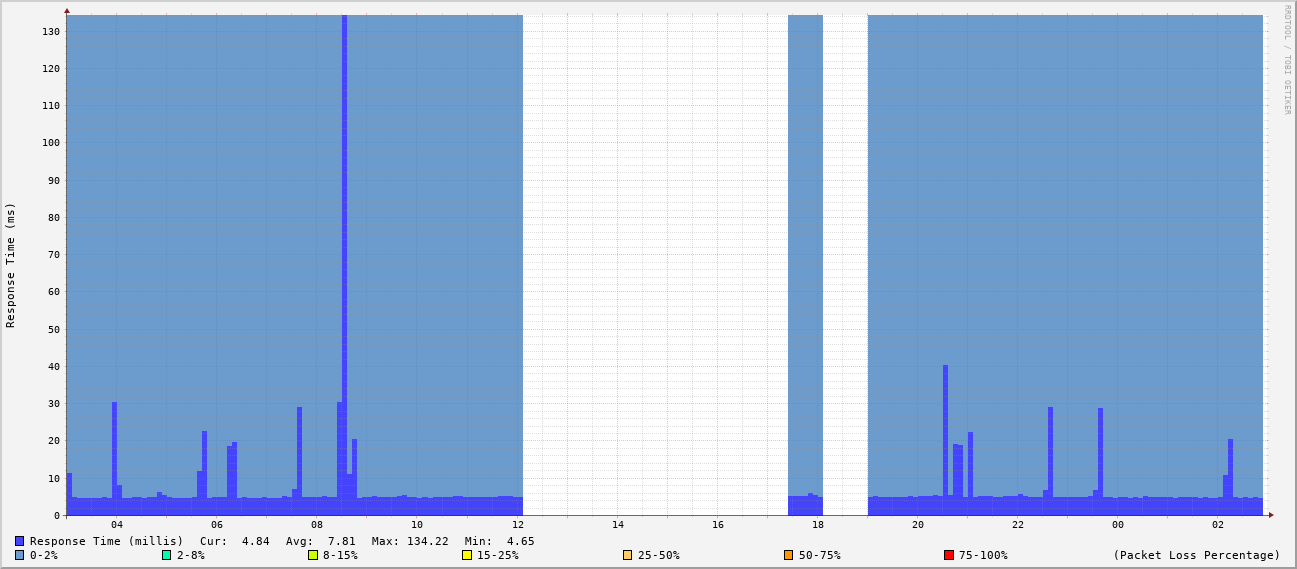 RRDTOOL / TOBI OETIKER
Response Time (ms)
130
120
110
100
90
80
70
60
50
40
30
20
10
0
04 06 08 10 12 14 16 18 20 22 00 02
Response Time (millis) Cur: 4.84 Avg: 7.81 Max: 134.22 Min: 4.65
0-2% 2-8% 8-15% 15-25% 25-50% 50-75% 75-100% (Packet Loss Percentage)